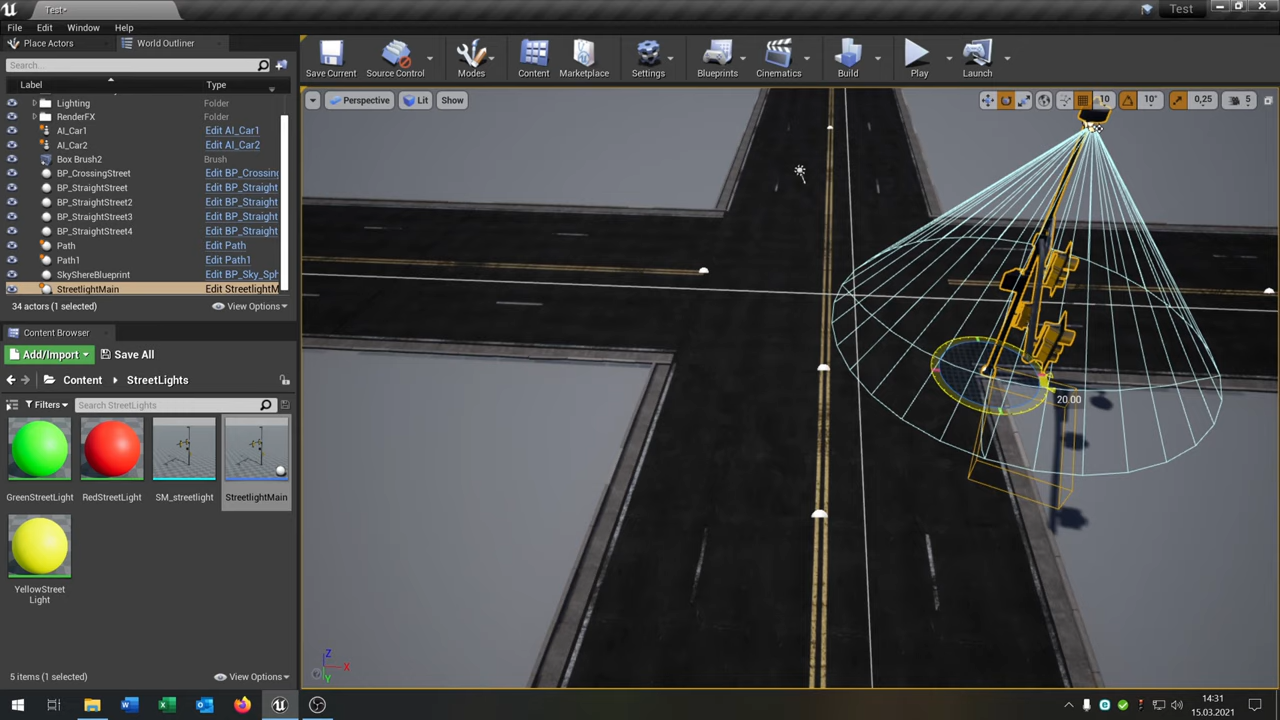 Test*
Test
File Edit Window Help
Place Actors World Outliner
Search...
Label Type
Lighting Folder
RenderFX Folder
AI_Car1 Edit AI_Car1
AI_Car2 Edit AI_Car2
Box Brush2 Brush
BP_CrossingStreet Edit BP_Crossing
BP_StraightStreet Edit BP_Straight
BP_StraightStreet2 Edit BP_Straight
BP_StraightStreet3 Edit BP_Straight
BP_StraightStreet4 Edit BP_Straight
Path Edit Path
Path1 Edit Path1
SkyShereBlueprint Edit BP_Sky_Sph
StreetlightMain Edit StreetlightM
34 actors (1 selected) View Options
Content Browser
Add/Import Save All
Content StreetLights
Filters Search StreetLights
GreenStreetLight RedStreetLight SM_streetlight StreetlightMain
YellowStreet
Light
5 items (1 selected) View Options
Save Current Source Control Modes Content Marketplace Settings Blueprints Cinematics Build Play Launch
Perspective Lit Show
10 10° 0,25 5
20.00
Z
X
Y
14:31
15.03.2021